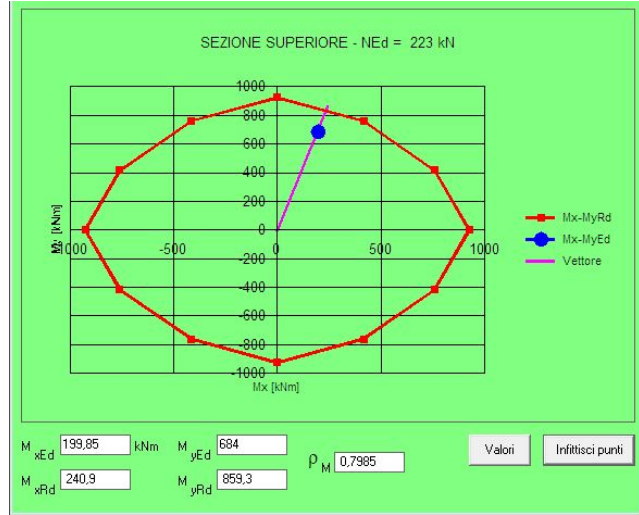 SEZIONE SUPERIORE - NEd = 223 kN
1000
800
600
400
200
0
-200
-400
-600
-800
-1000
-500
0
500
1000
Mx [kNm]
Mx-MyRd
Mx-MyEd
Vettore
M xEd 199,85 kNm M yEd 684
M xRd 240,9 M yRd 859,3
ρ M 0,7985
Valori
Infittisci punti